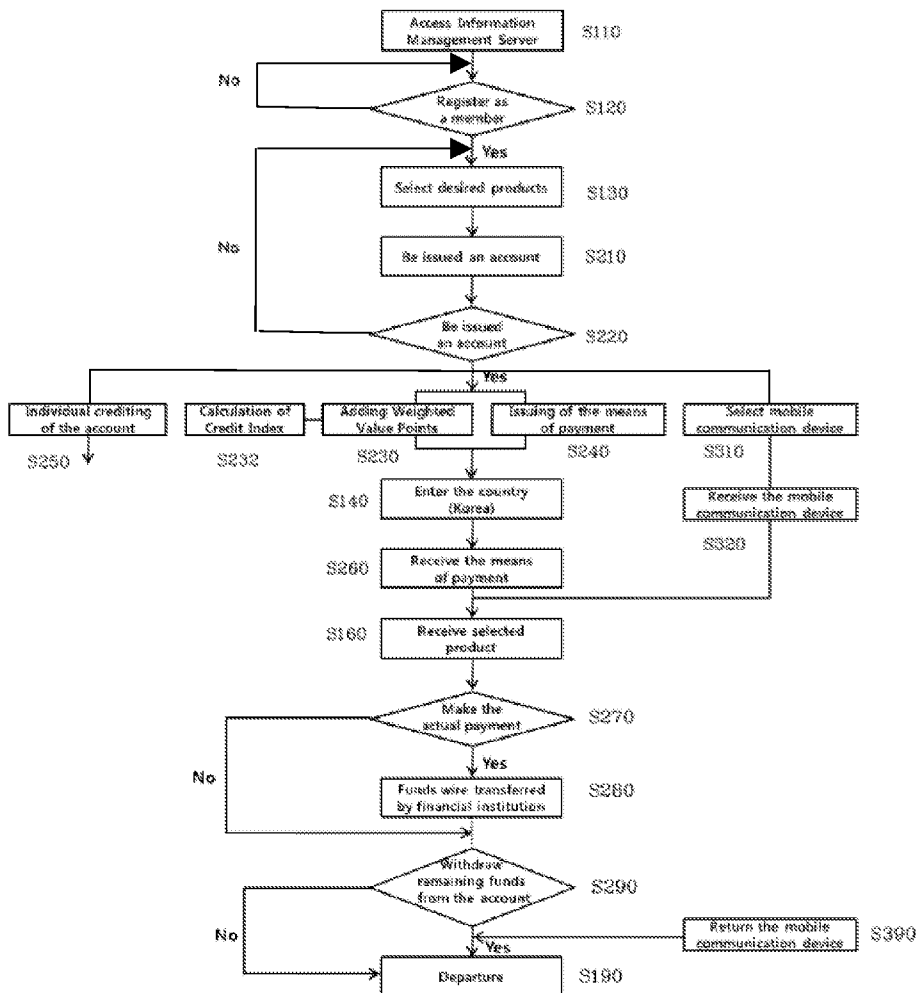 Access Information
Management Server
S110
No
Register as
a member
S120
Yes
Select desired products
S130
No
Be issued an account
S210
Be issued
an account
S220
Yes
Individual crediting
of the account
Calculation of
Credit Index
Adding Weighted
Value Points
Issuing of the means
of payment
Select mobile
communication device
S250
S232
S230
S240
S310
S140
Enter the country
(Korea)
Receive the mobile
communication device
S320
S260
Receive the means
of payment
S160
Receive selected
product
Make the
actual payment
S270
No
Yes
Funds wire transferred
by financial institution
S280
Withdraw
remaining funds
from the account
S290
No
Yes
Return the mobile
communication device
S390
Departure
S190